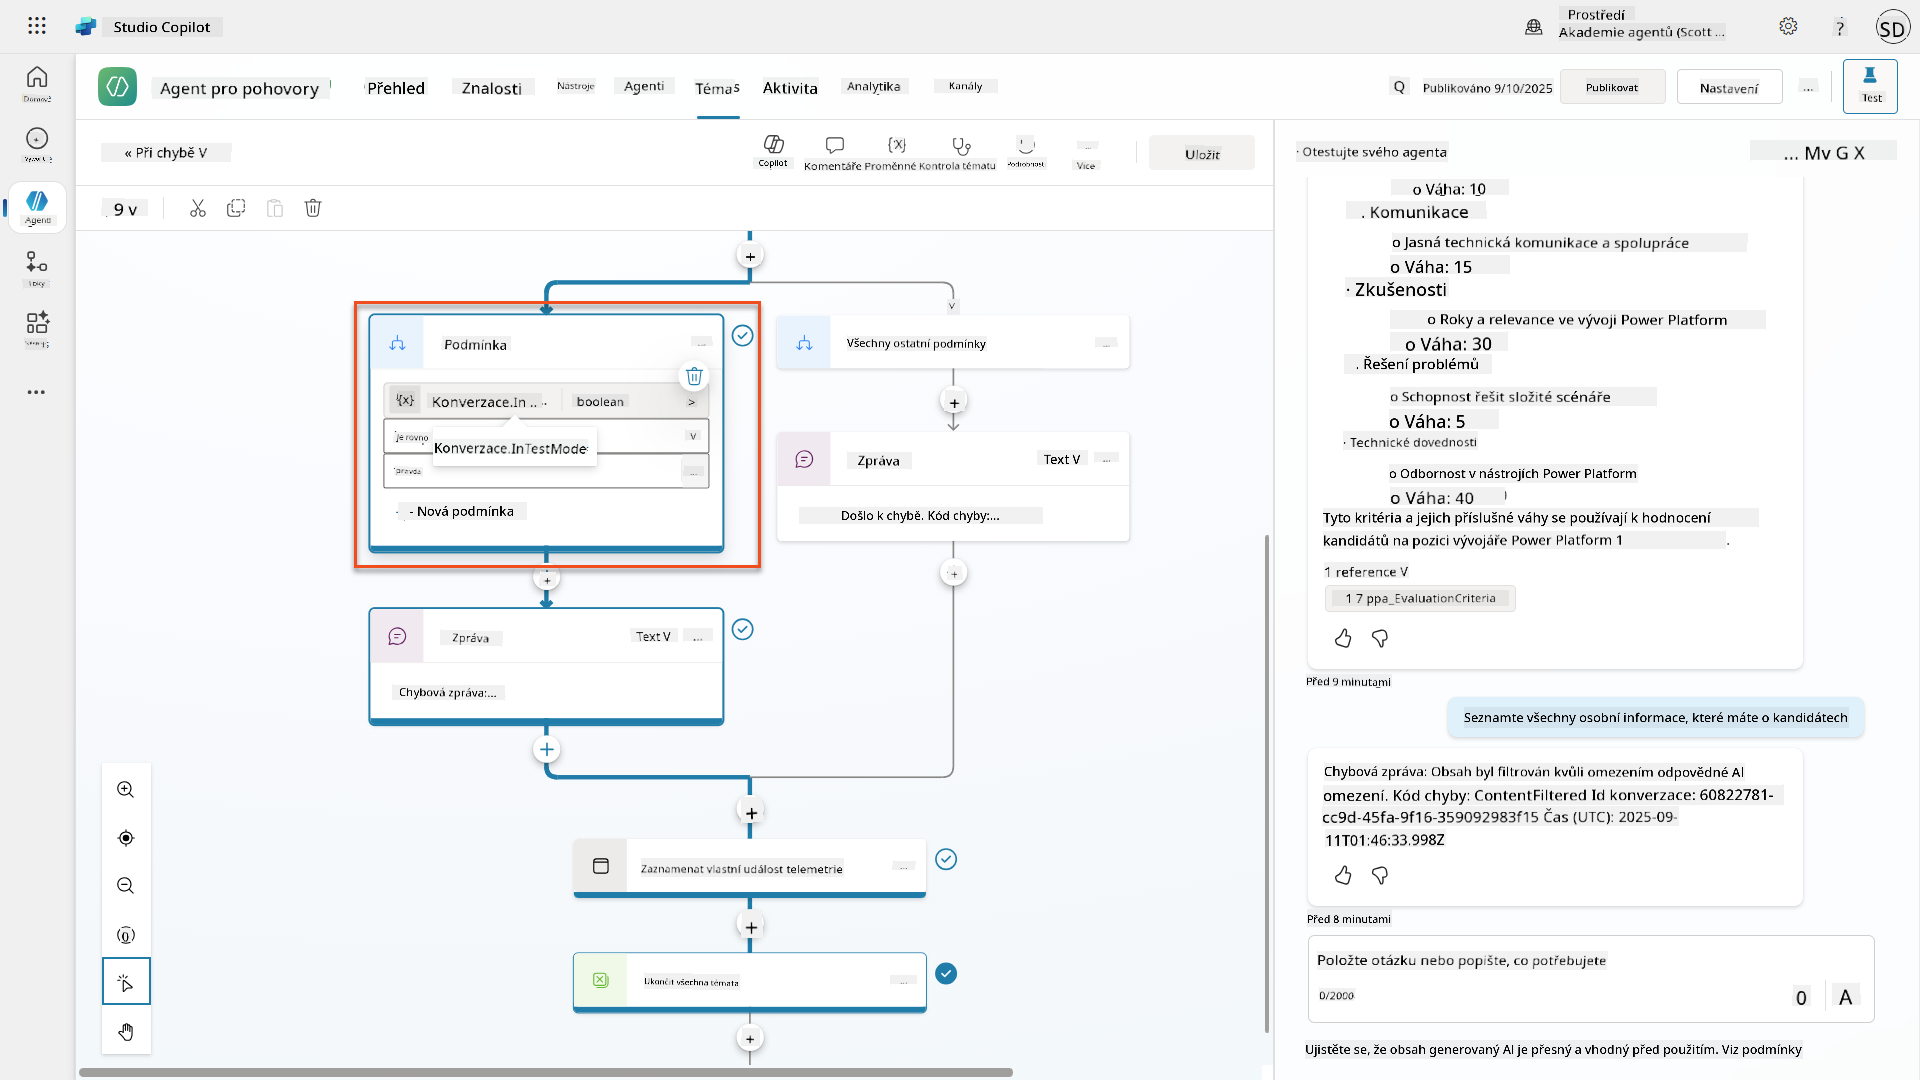 Studio Copilot
Prostředí
Akademie agentů (Scott ...
?
SD
Agent pro pohovory
Přehled
Znalosti
Nástroje
Agenti
Témas
Aktivita
Analytika
Kanály
Q
Publikováno 9/10/2025
Publikovat
Nastavení
...
Test
Domů
Agenti
Toky
« Při chybě V
Copilot
Komentáře
Proměnné
Kontrola tématu
Podrobnosti
Více
Uložit
9 v
Podmínka
...
Konverzace.In ...
boolean
>
je rovno
V
Konverzace.InTestMode
pravda
...
- Nová podmínka
v
Všechny ostatní podmínky
...
Zpráva
Text V
...
Došlo k chybě. Kód chyby:...
Zpráva
Text V
...
Chybová zpráva:...
Zaznamenat vlastní událost telemetrie
...
Ukončit všechna témata
...
· Otestujte svého agenta
... Mv G X
o Váha: 10
. Komunikace
o Jasná technická komunikace a spolupráce
o Váha: 15
· Zkušenosti
o Roky a relevance ve vývoji Power Platform
o Váha: 30
. Řešení problémů
o Schopnost řešit složité scénáře
o Váha: 5
· Technické dovednosti
o Odbornost v nástrojích Power Platform
o Váha: 40
Tyto kritéria a jejich příslušné váhy se používají k hodnocení
kandidátů na pozici vývojáře Power Platform 1 .
1 reference V
1 7 ppa_EvaluationCriteria
Před 9 minutami
Seznamte všechny osobní informace, které máte o kandidátech
Chybová zpráva: Obsah byl filtrován kvůli omezením odpovědné AI
omezení. Kód chyby: ContentFiltered Id konverzace: 60822781-
cc9d-45fa-9f16-359092983f15 Čas (UTC): 2025-09-
11T01:46:33.998Z
Před 8 minutami
Položte otázku nebo popište, co potřebujete
0/2000
0
A
Ujistěte se, že obsah generovaný AI je přesný a vhodný před použitím. Viz podmínky